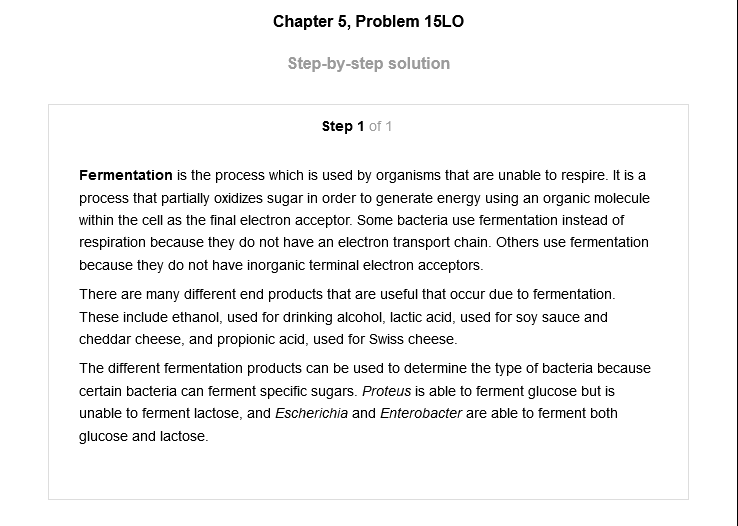 Chapter 5, Problem 15LO
Step-by-step solution
Step 1 of 1
Fermentation is the process which is used by organisms that are unable to respire. It is a
process that partially oxidizes sugar in order to generate energy using an organic molecule
within the cell as the final electron acceptor. Some bacteria use fermentation instead of
respiration because they do not have an electron transport chain. Others use fermentation
because they do not have inorganic terminal electron acceptors.
There are many different end products that are useful that occur due to fermentation.
These include ethanol, used for drinking alcohol, lactic acid, used for soy sauce and
cheddar cheese, and propionic acid, used for Swiss cheese.
The different fermentation products can be used to determine the type of bacteria because
certain bacteria can ferment specific sugars. Proteus is able to ferment glucose but is
unable to ferment lactose, and Escherichia and Enterobacter are able to ferment both
glucose and lactose.